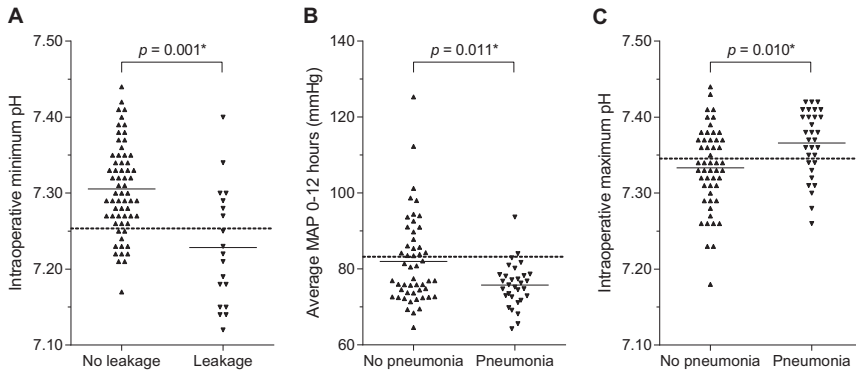 A
Intraoperative minimum pH
7.50
7.40
7.30
7.20
7.10
p = 0.001*
No leakage
Leakage
B
Average MAP 0-12 hours (mmHg)
140
120
100
80
60
p = 0.011*
No pneumonia
Pneumonia
C
Intraoperative maximum pH
7.50
7.40
7.30
7.20
7.10
p = 0.010*
No pneumonia
Pneumonia